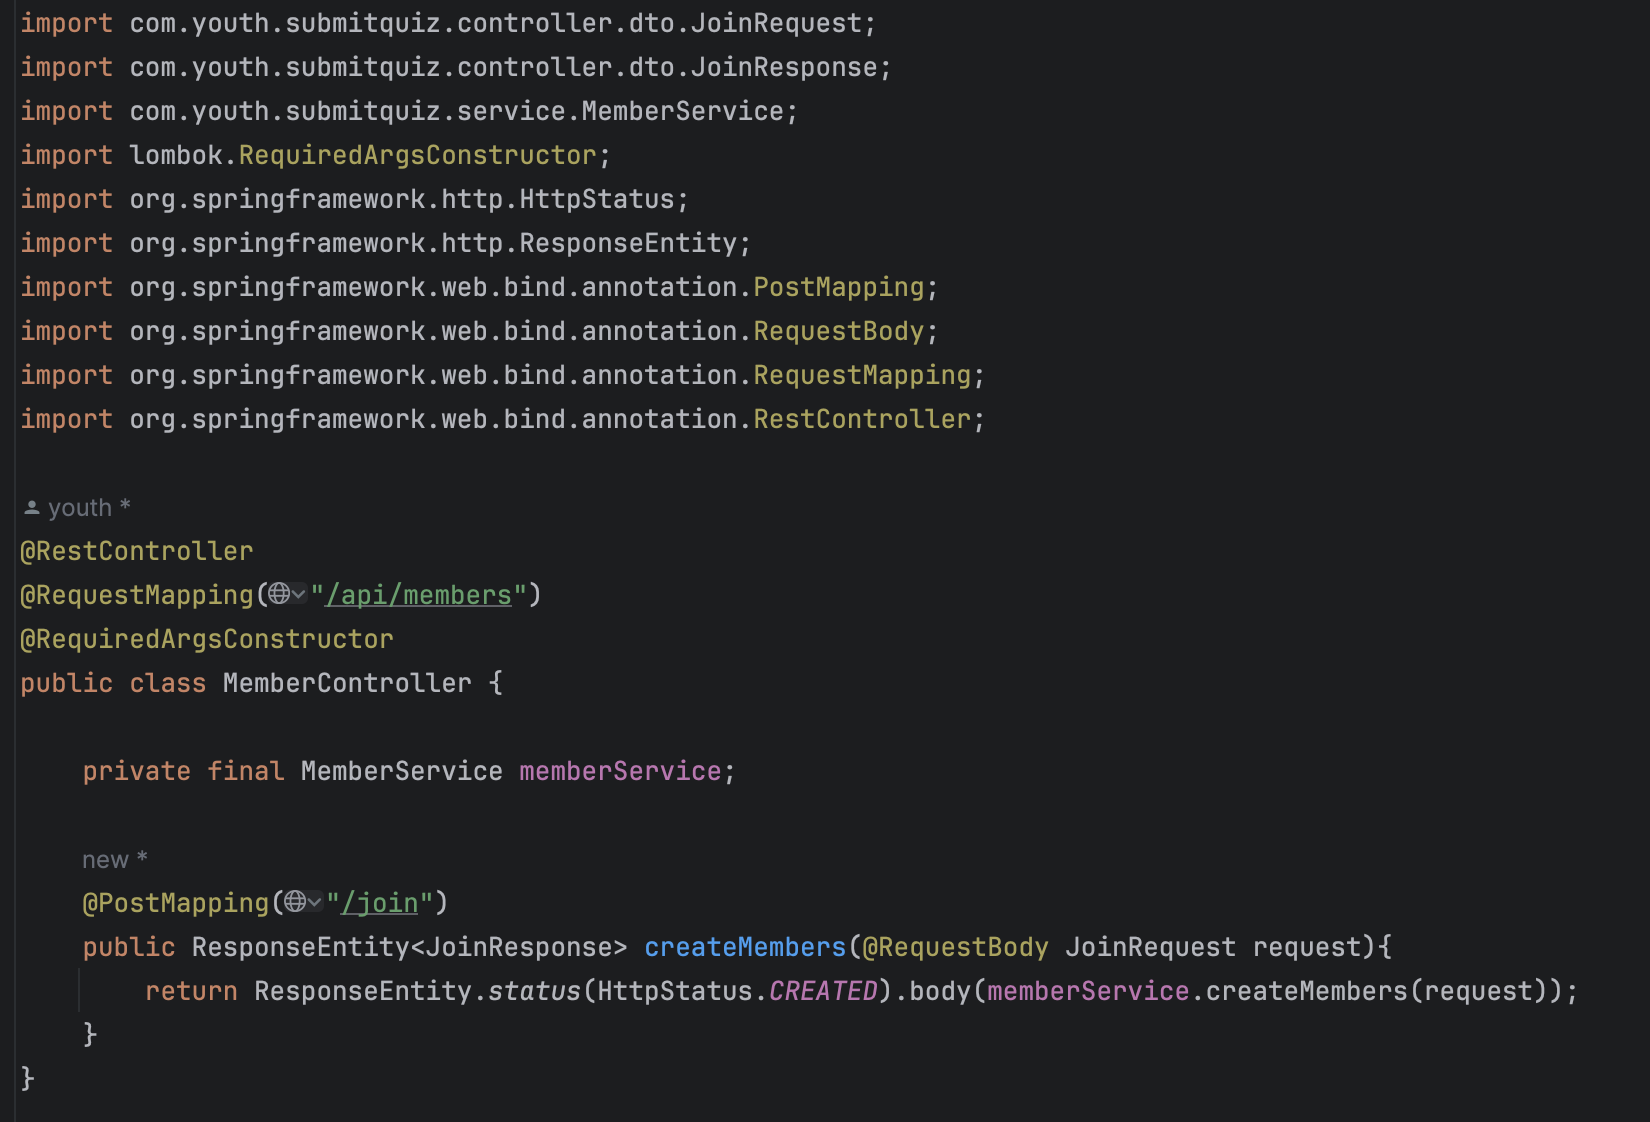 import com.youth.submitquiz.controller.dto.JoinRequest;
import com.youth.submitquiz.controller.dto.JoinResponse;
import com.youth.submitquiz.service.MemberService;
import lombok.RequiredArgsConstructor;
import org.springframework.http.HttpStatus;
import org.springframework.http.ResponseEntity;
import org.springframework.web.bind.annotation.PostMapping;
import org.springframework.web.bind.annotation.RequestBody;
import org.springframework.web.bind.annotation.RequestMapping;
import org.springframework.web.bind.annotation.RestController;
youth *
@RestController
@RequestMapping("/api/members")
@RequiredArgsConstructor
public class MemberController {
private final MemberService memberService;
new *
@PostMapping("/join")
public ResponseEntity<JoinResponse> createMembers(@RequestBody JoinRequest request){
return ResponseEntity.status(HttpStatus.CREATED).body(memberService.createMembers(request));
}
}